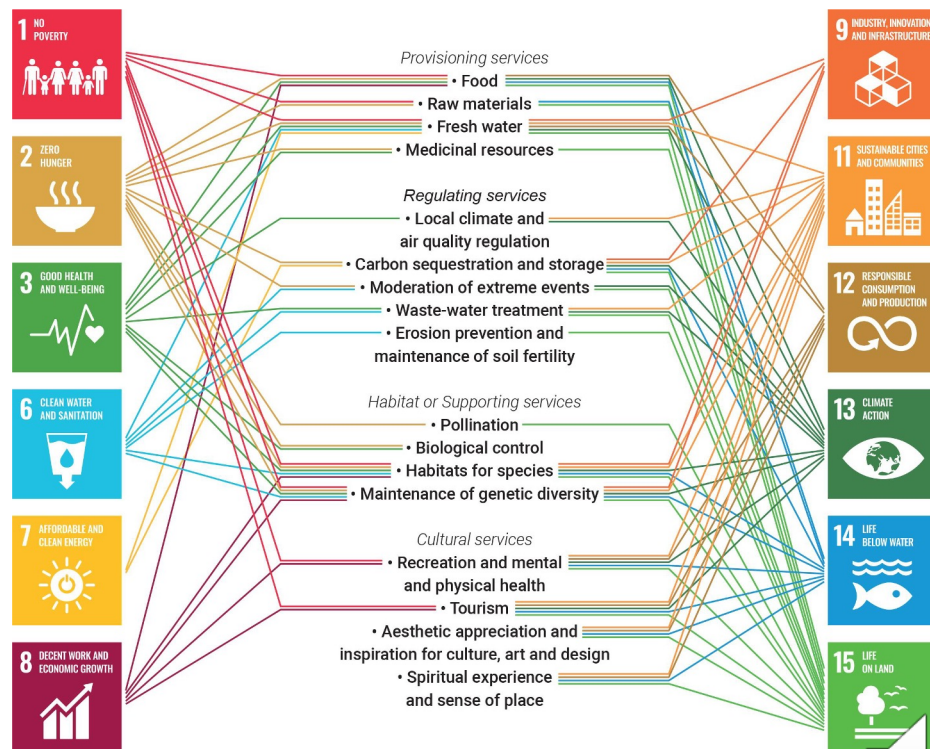 1 NO
POVERTY
2 ZERO
HUNGER
3 GOOD HEALTH
AND WELL-BEING
6 CLEAN WATER
AND SANITATION
7 AFFORDABLE AND
CLEAN ENERGY
8 DECENT WORK AND
ECONOMIC GROWTH
Provisioning services
• Food
• Raw materials
• Fresh water
• Medicinal resources
Regulating services
• Local climate and
air quality regulation
• Carbon sequestration and storage
• Moderation of extreme events
• Waste-water treatment
• Erosion prevention and
maintenance of soil fertility
Habitat or Supporting services
• Pollination
• Biological control
• Habitats for species
• Maintenance of genetic diversity
Cultural services
• Recreation and mental
and physical health
• Tourism
• Aesthetic appreciation and
inspiration for culture, art and design
• Spiritual experience
and sense of place
9 INDUSTRY, INNOVATION
AND INFRASTRUCTURE
11 SUSTAINABLE CITIES
AND COMMUNITIES
12 RESPONSIBLE
CONSUMPTION
AND PRODUCTION
13 CLIMATE
ACTION
14 LIFE
BELOW WATER
15 LIFE
ON LAND